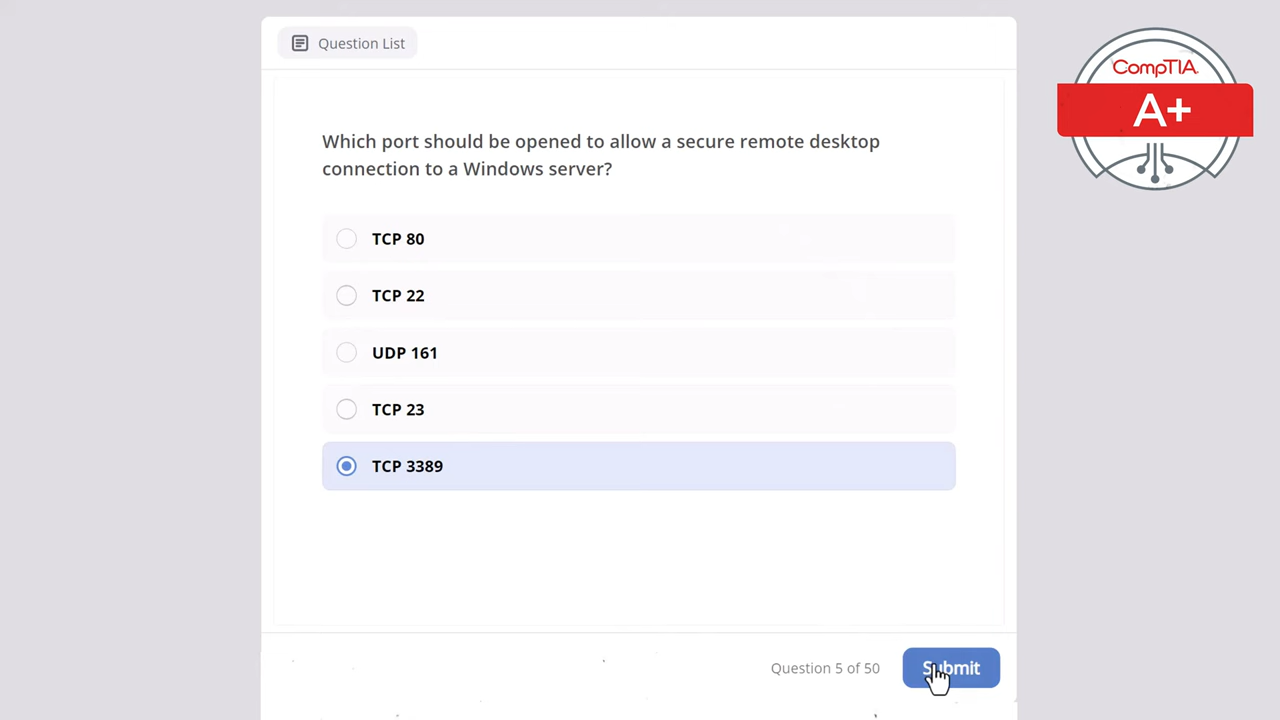 Question List
CompTIA.
A+
Which port should be opened to allow a secure remote desktop
connection to a Windows server?
TCP 80
TCP 22
UDP 161
TCP 23
TCP 3389
Question 5 of 50
Submit